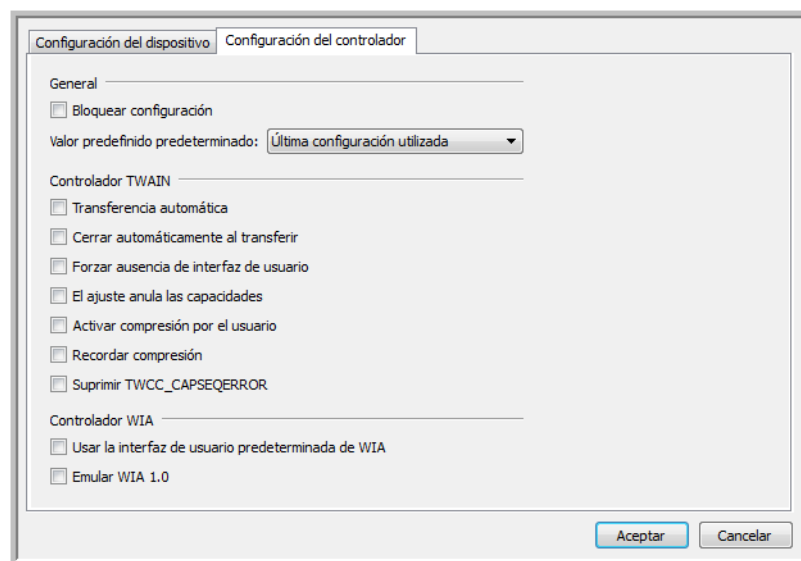 Configuración del dispositivo Configuración del controlador
General
Bloquear configuración
Valor predefinido predeterminado: Última configuración utilizada
Controlador TWAIN
Transferencia automática
Cerrar automáticamente al transferir
Forzar ausencia de interfaz de usuario
El ajuste anula las capacidades
Activar compresión por el usuario
Recordar compresión
Suprimir TWCC_CAPSEQERROR
Controlador WIA
Usar la interfaz de usuario predeterminada de WIA
Emular WIA 1.0
Aceptar Cancelar